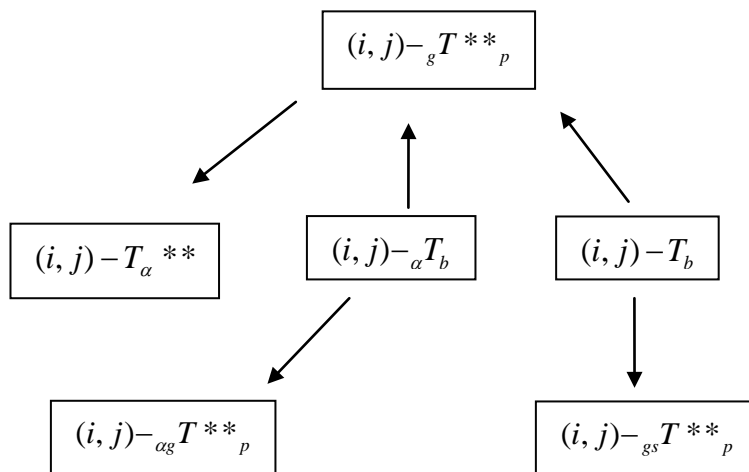 (i, j)–gT**p
(i, j)–Tα**
(i, j)–αTb
(i, j)–Tb
(i, j)–αgT**p
(i, j)–gsT**p